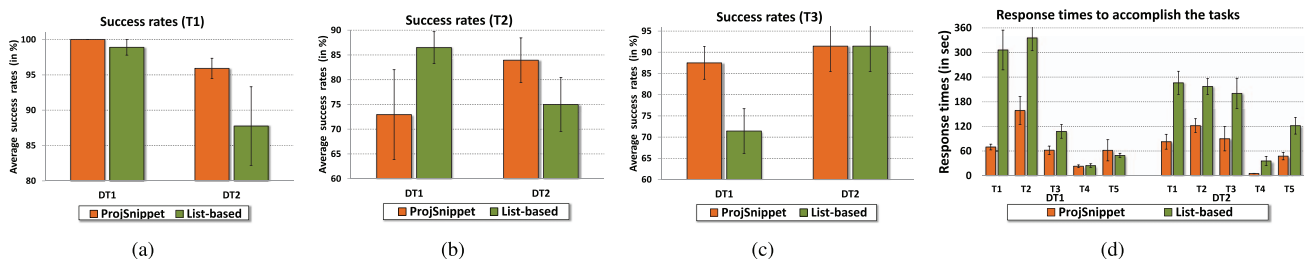 Success rates (T1)
Average success rates (in %)
100
95
90
85
80
DT1 DT2
ProjSnippet List-based
(a)
Success rates (T2)
Average success rates (in %)
90
85
80
75
70
65
60
DT1 DT2
ProjSnippet List-based
(b)
Success rates (T3)
Average success rates (in %)
95
90
85
80
75
70
65
60
DT1 DT2
ProjSnippet List-based
(c)
Response times to accomplish the tasks
Response times (in sec)
360
300
240
180
120
60
0
T1 T2 T3 T4 T5 T1 T2 T3 T4 T5
DT1 DT2
ProjSnippet List-based
(d)